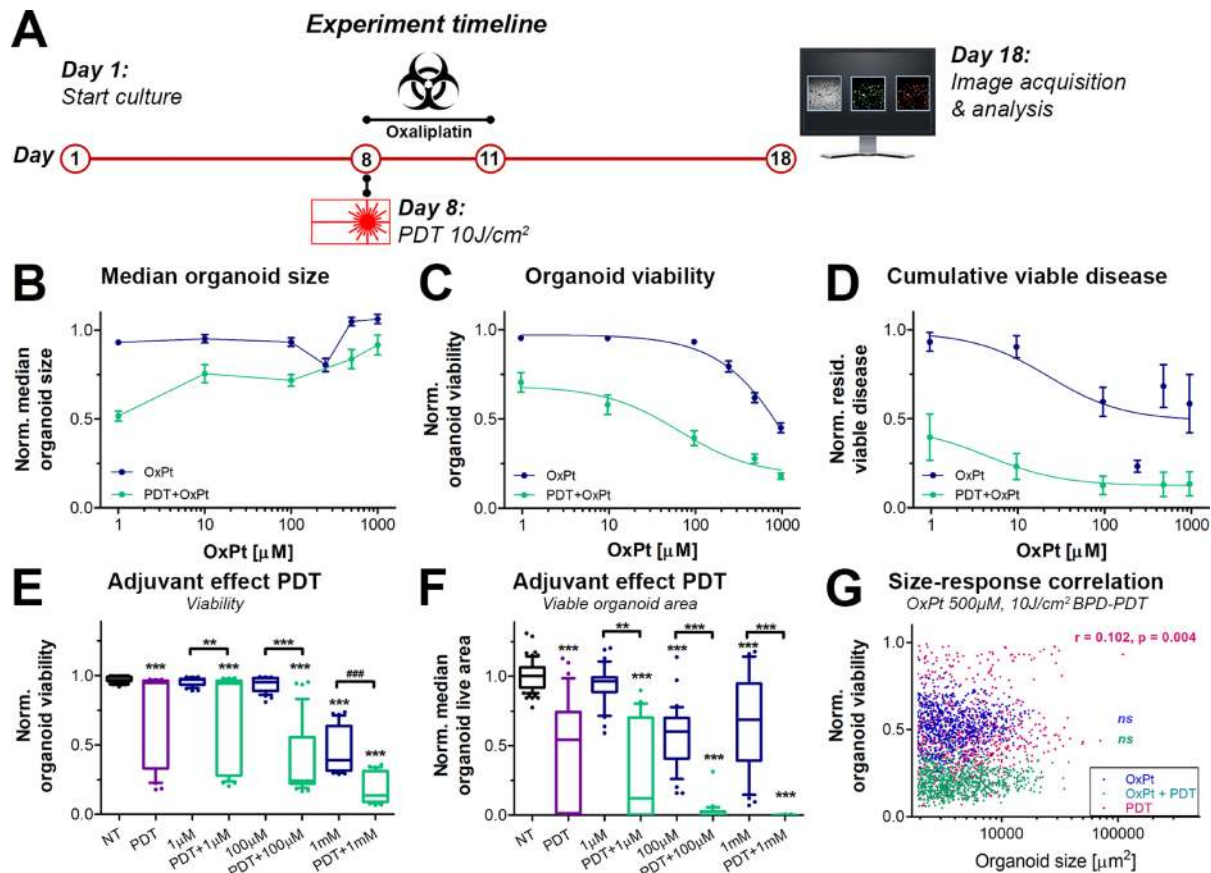 A
Experiment timeline
Day 1:
Start culture
Day 18:
Image acquisition
& analysis
Oxaliplatin
Day
1
8
11
18
Day 8:
PDT 10J/cm²
B
Median organoid size
Norm. median
organoid size
1.0
0.5
0.0
OxPt
PDT+OxPt
1
10
100
1000
OxPt [μM]
C
Organoid viability
Norm.
organoid viability
1.0
0.5
0.0
OxPt
PDT+OxPt
1
10
100
1000
OxPt [μM]
D
Cumulative viable disease
Norm. resid.
viable disease
1.0
0.5
0.0
OxPt
PDT+OxPt
1
10
100
1000
OxPt [μM]
E
Adjuvant effect PDT
Viability
Norm.
organoid viability
1.0
0.5
0.0
***
**
***
***
***
***
###
***
NT
PDT
1μM
PDT+1μM
100μM
PDT+100μM
1mM
PDT+1mM
F
Adjuvant effect PDT
Viable organoid area
Norm. median
organoid live area
1.0
0.5
0.0
***
**
***
***
***
***
***
***
***
NT
PDT
1μM
PDT+1μM
100μM
PDT+100μM
1mM
PDT+1mM
G
Size-response correlation
OxPt 500μM, 10J/cm² BPD-PDT
r = 0.102, p = 0.004
Norm.
organoid viability
1.0
0.5
0.0
ns
ns
OxPt
OxPt + PDT
PDT
10000
100000
Organoid size [μm²]